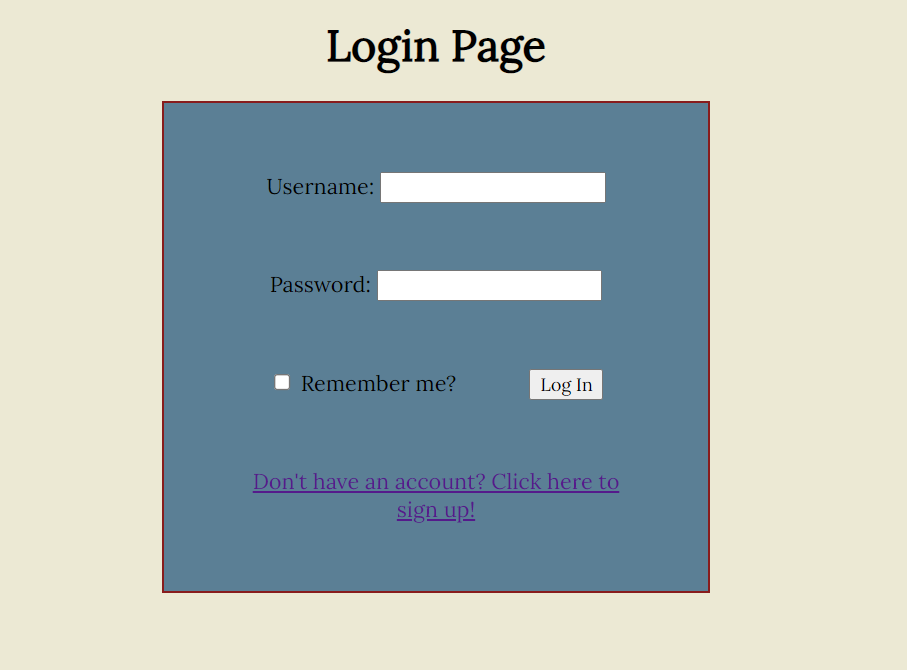 Login Page
Username:
Password:
Remember me? Log In
Don't have an account? Click here to
sign up!